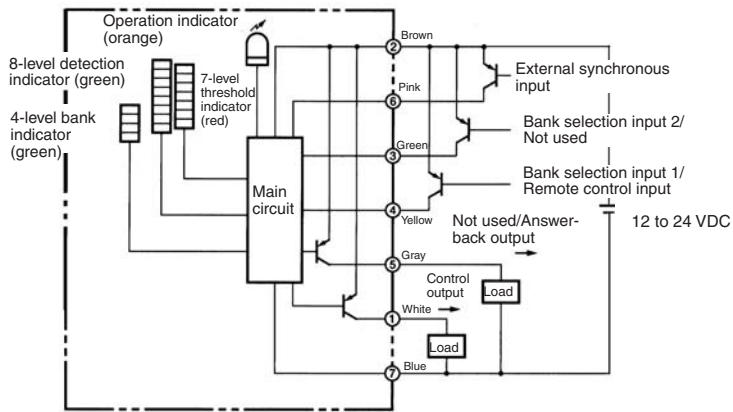 Operation indicator
(orange)
8-level detection
indicator (green)
7-level
threshold
indicator
(red)
4-level bank
indicator
(green)
Main
circuit
2
Brown
External synchronous
input
Pink
6
Bank selection input 2/
Not used
Green
3
Bank selection input 1/
Remote control input
4
Yellow
12 to 24 VDC
Not used/Answer-
back output
Gray
5
Load
Control
output
White
1
Load
Blue
7